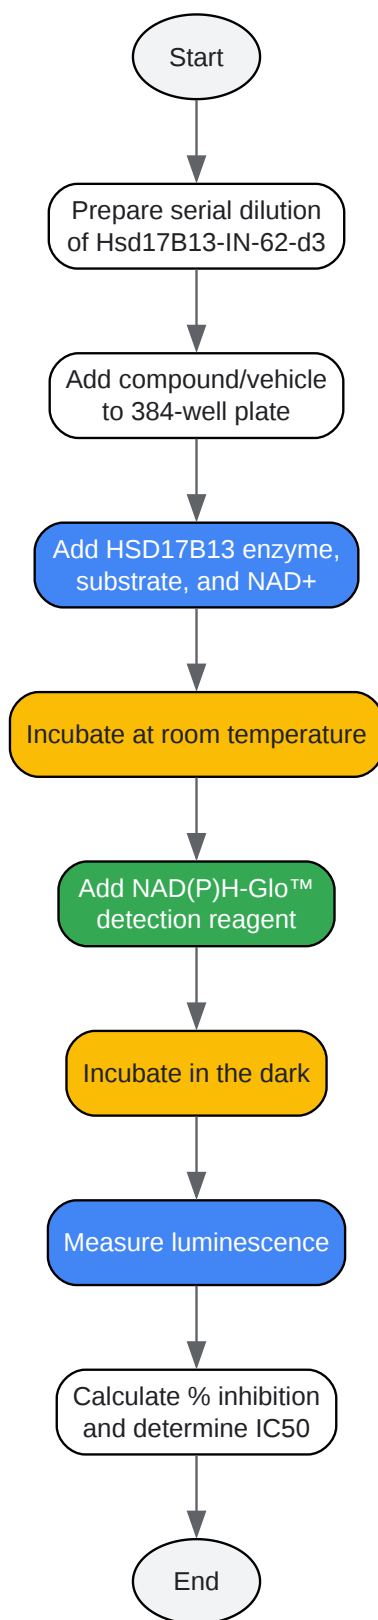 Start
Prepare serial dilution
of Hsd17B13-IN-62-d3
Add compound/vehicle
to 384-well plate
Add HSD17B13 enzyme,
substrate, and NAD+
Incubate at room temperature
Add NAD(P)H-Glo™
detection reagent
Incubate in the dark
Measure luminescence
Calculate % inhibition
and determine IC50
End